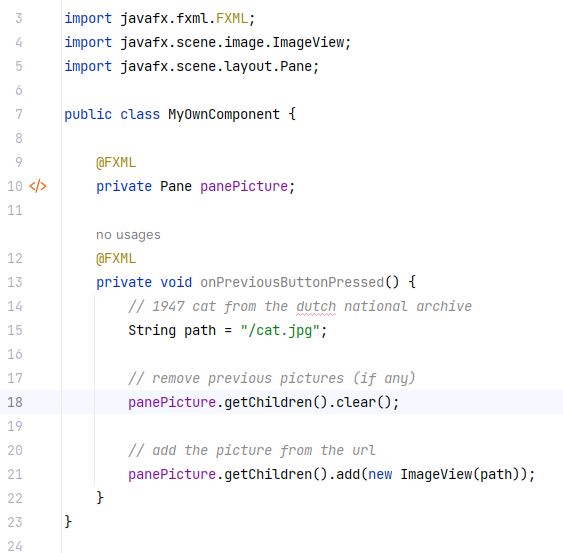 3 import javafx.fxml.FXML;
4 import javafx.scene.image.ImageView;
5 import javafx.scene.layout.Pane;
6
7 public class MyOwnComponent {
8
9 @FXML
10 </> private Pane panePicture;
11
no usages
12 @FXML
13 private void onPreviousButtonPressed() {
14 // 1947 cat from the dutch national archive
15 String path = "/cat.jpg";
16
17 // remove previous pictures (if any)
18 panePicture.getChildren().clear();
19
20 // add the picture from the url
21 panePicture.getChildren().add(new ImageView(path));
22 }
23 }
24